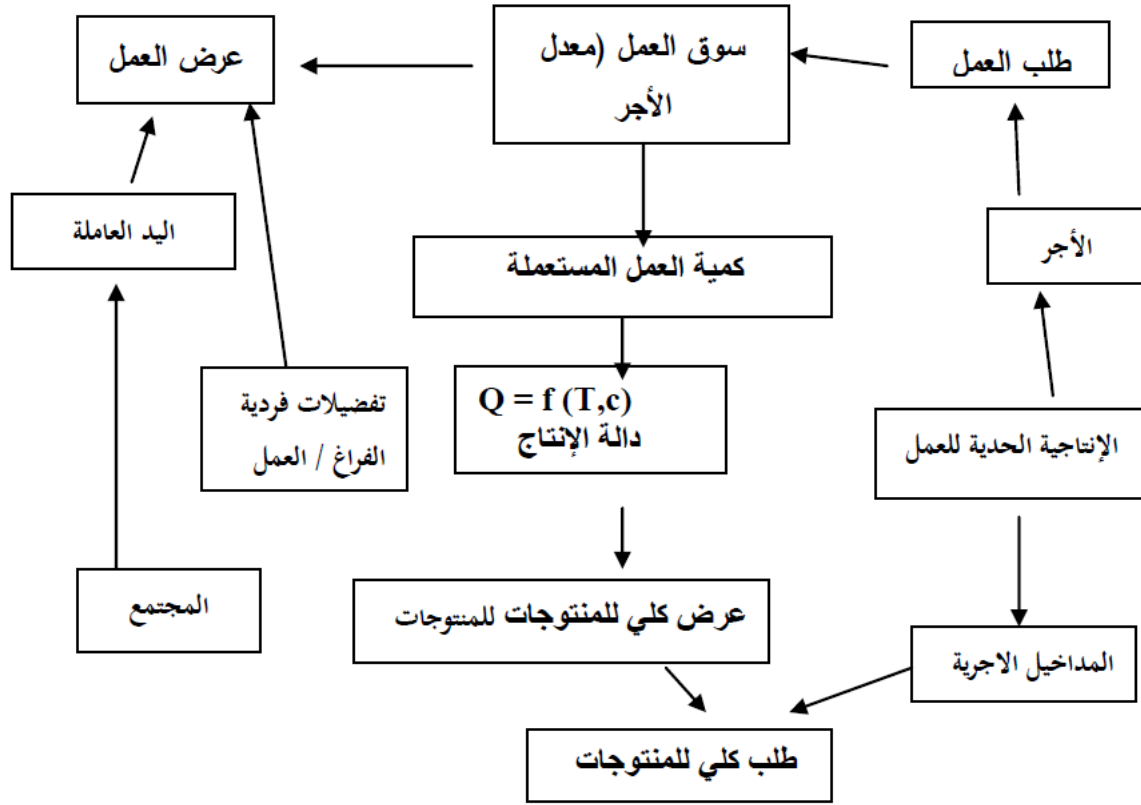 طلب العمل
سوق العمل (معدل
الأجر
عرض العمل
اليد العاملة
الأجر
كمية العمل المستعملة
Q = f (T,c)
دالة الإنتاج
تفضيلات فردية
الفراغ / العمل
الإنتاجية الحدية للعمل
المجتمع
عرض كلي للمنتوجات للمنتوجات
المداخيل الاجرية
طلب كلي للمنتوجات